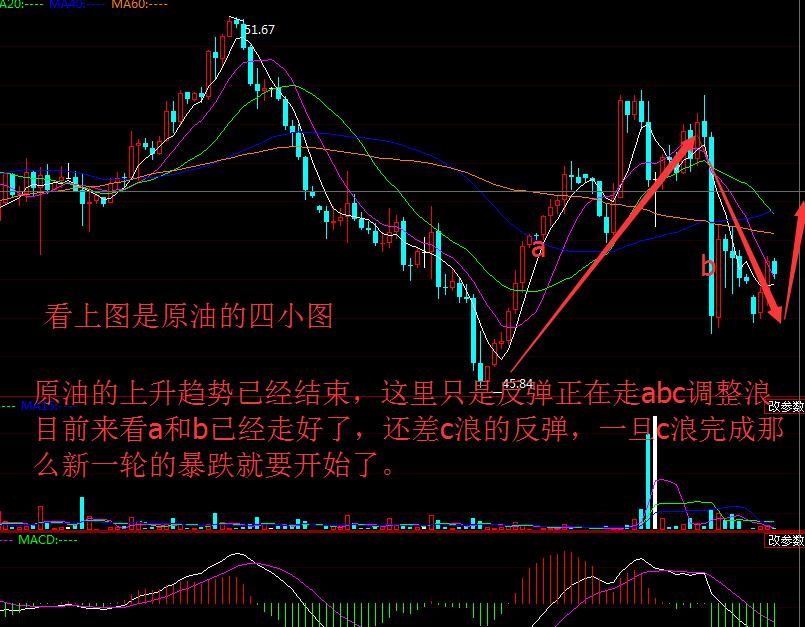 A20:---- MA40:---- MA60:----
51.67
a
b
看上图是原油的四小图
45.84
原油的上升趋势已经结束，这里只是反弹正在走abc调整浪
改参数
目前来看a和b已经走好了，还差c浪的反弹，一旦c浪完成那
么新一轮的暴跌就要开始了。
MACD:----
改参数